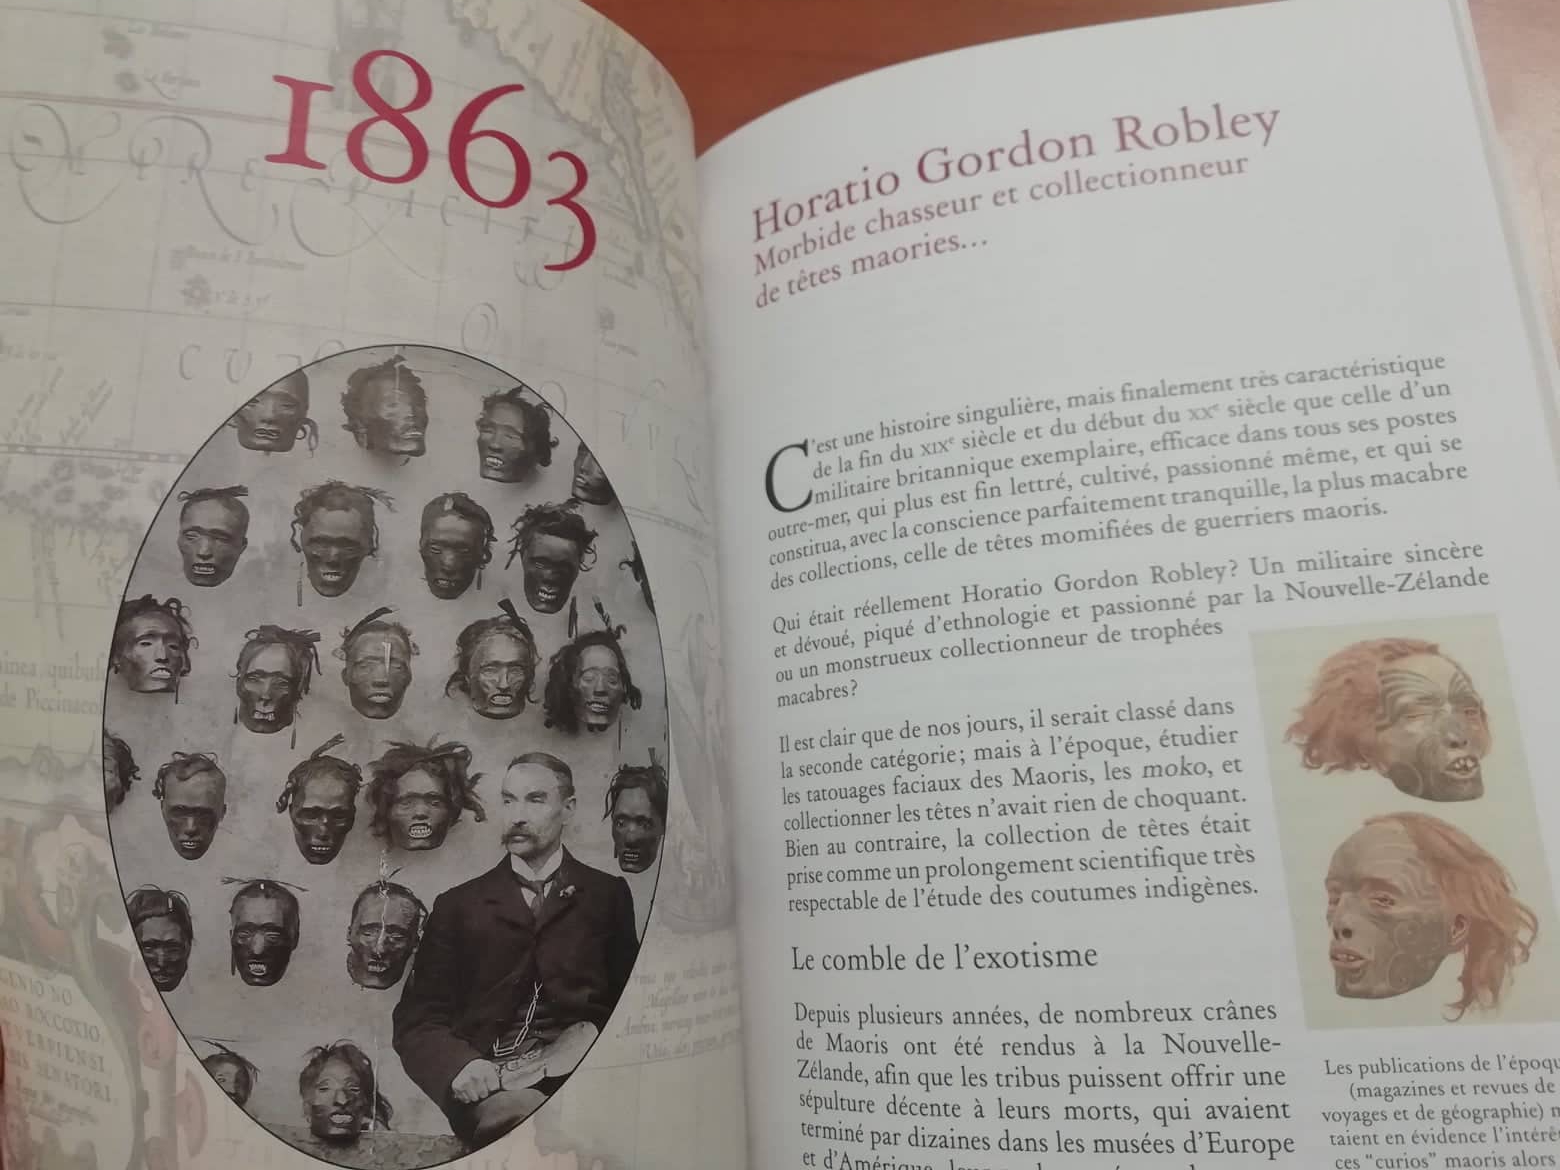 1863
Horatio Gordon Robley
Morbide chasseur et collectionneur
de têtes maories...
C'est une histoire singulière, mais finalement très caractéristique
de la fin du XIXe siècle et du début du XXe siècle que celle d'un
militaire britannique exemplaire, efficace dans tous ses postes
outre-mer, qui plus est fin lettré, cultivé, passionné même, et qui se
constitua, avec la conscience parfaitement tranquille, la plus macabre
des collections, celle de têtes momifiées de guerriers maoris.
Qui était réellement Horatio Gordon Robley? Un militaire sincère
et dévoué, piqué d'ethnologie et passionné par la Nouvelle-Zélande
ou un monstrueux collectionneur de trophées
macabres?
Il est clair que de nos jours, il serait classé dans
la seconde catégorie; mais à l'époque, étudier
les tatouages faciaux des Maoris, les moko, et
collectionner les têtes n'avait rien de choquant.
Bien au contraire, la collection de têtes était
prise comme un prolongement scientifique très
respectable de l'étude des coutumes indigènes.
Le comble de l'exotisme
Depuis plusieurs années, de nombreux crânes
de Maoris ont été rendus à la Nouvelle-
Zélande, afin que les tribus puissent offrir une
sépulture décente à leurs morts, qui avaient
terminé par dizaines dans les musées d'Europe
et d'Amérique
Les publications de l'époqu
(magazines et revues de
voyages et de géographie) m
taient en évidence l'intérê
ces "curios" maoris alors